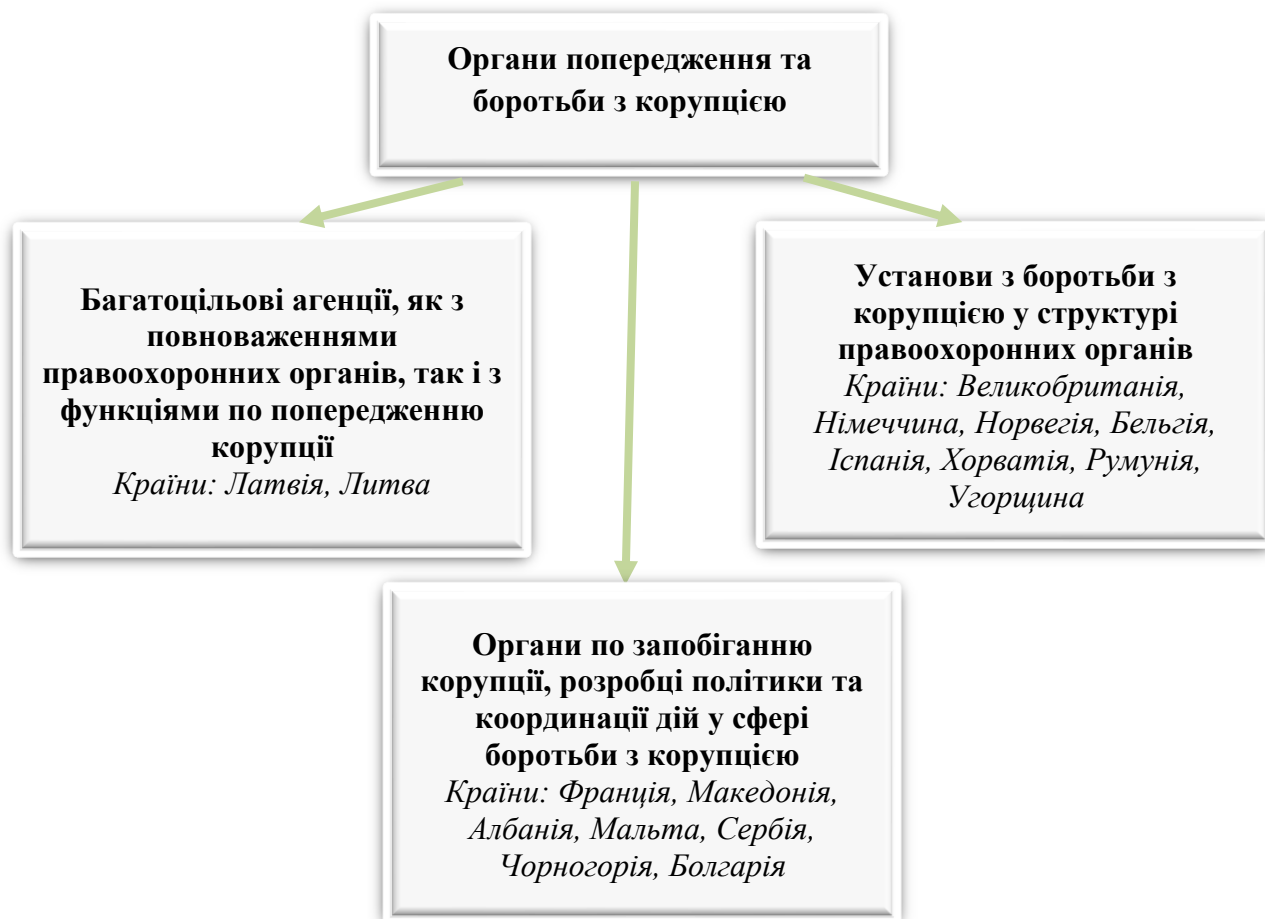 Органи попередження та
боротьби з корупцією
Багатоцільові агенції, як з
повноваженнями
правоохоронних органів, так і з
функціями по попередженню
корупції
Країни: Латвія, Литва
Установи з боротьби з
корупцією у структурі
правоохоронних органів
Країни: Великобританія,
Німеччина, Норвегія, Бельгія,
Іспанія, Хорватія, Румунія,
Угорщина
Органи по запобіганню
корупції, розробці політики та
координації дій у сфері
боротьби з корупцією
Країни: Франція, Македонія,
Албанія, Мальта, Сербія,
Чорногорія, Болгарія